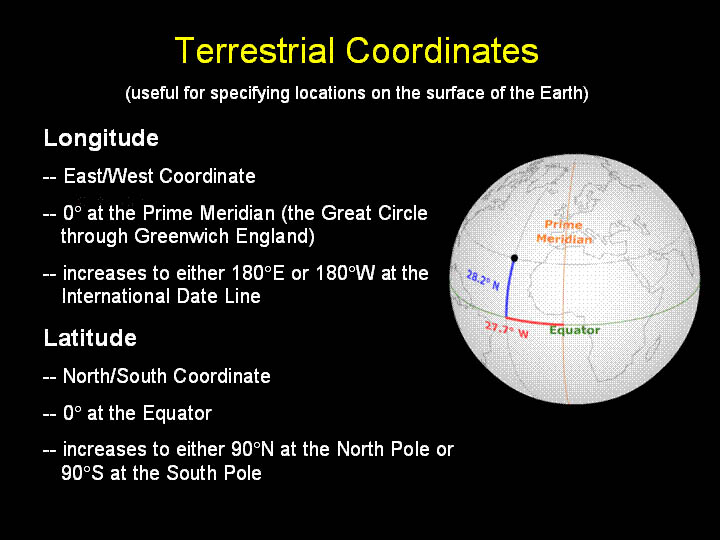 Terrestrial Coordinates
(useful for specifying locations on the surface of the Earth)
Longitude
-- East/West Coordinate
-- 0° at the Prime Meridian (the Great Circle
through Greenwich England)
-- increases to either 180°E or 180°W at the
International Date Line
Latitude
-- North/South Coordinate
-- 0° at the Equator
-- increases to either 90°N at the North Pole or
90°S at the South Pole
Prime
Meridian
28.2° N
27.7° W
Equator